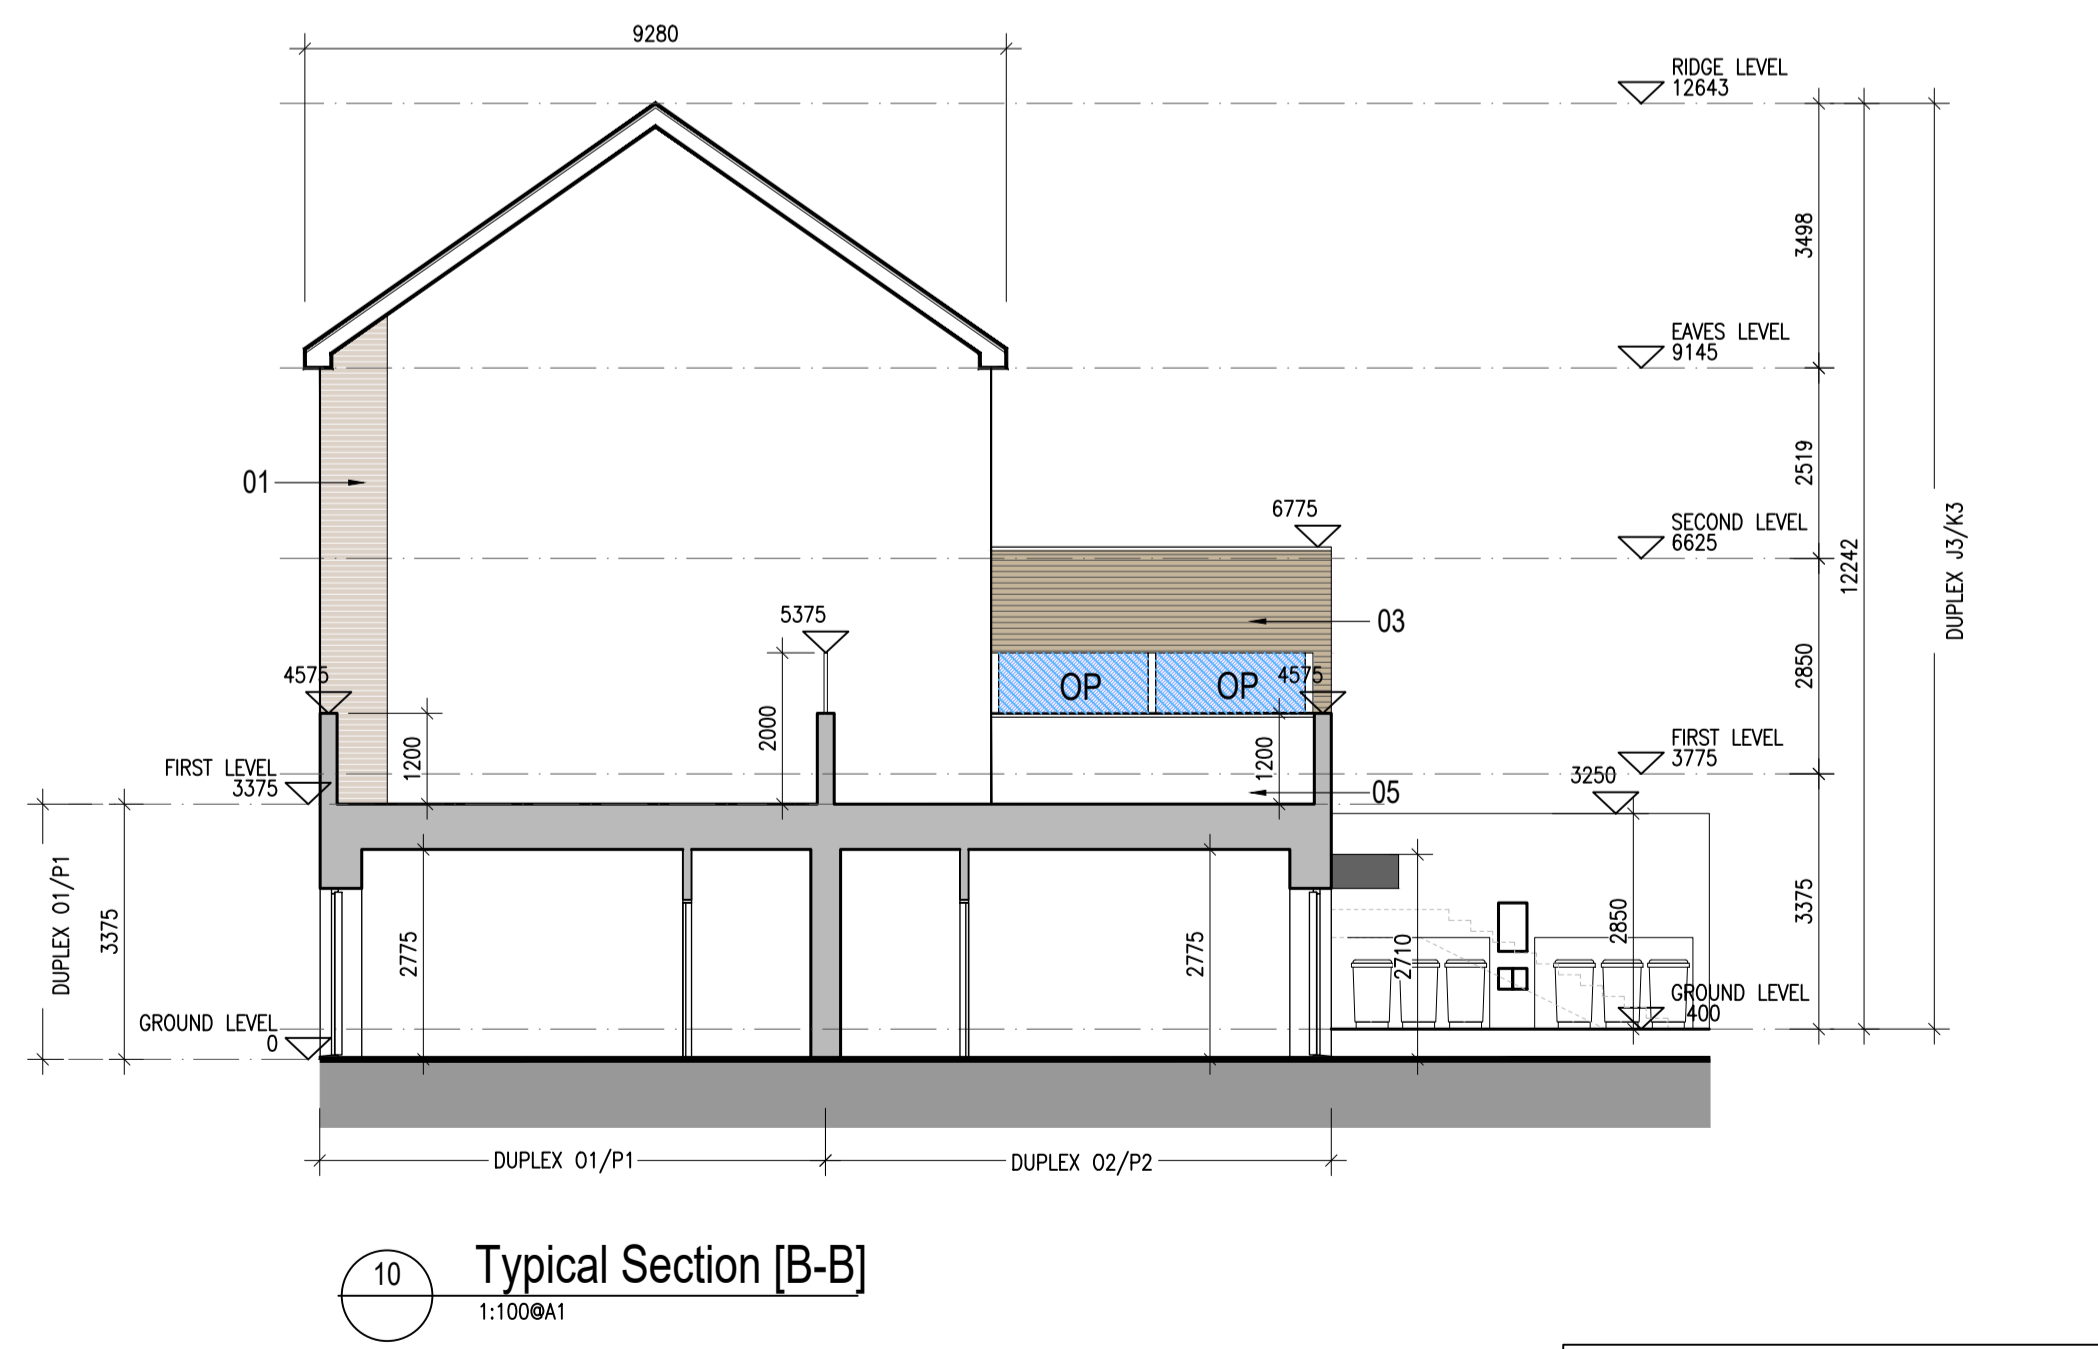 9280
RIDGE LEVEL
12643
3498
EAVES LEVEL
9145
01
2519
6775
SECOND LEVEL
6625
12242
DUPLEX J3/K3
5375
03
2850
4575
OP
OP
4575
1200
2000
1200
FIRST LEVEL
3375
FIRST LEVEL
3775
3250
05
DUPLEX O1/P1
3375
2775
2775
2710
2850
3375
GROUND LEVEL
0
GROUND LEVEL
400
DUPLEX O1/P1
DUPLEX O2/P2
10
Typical Section [B-B]
1:100@A1